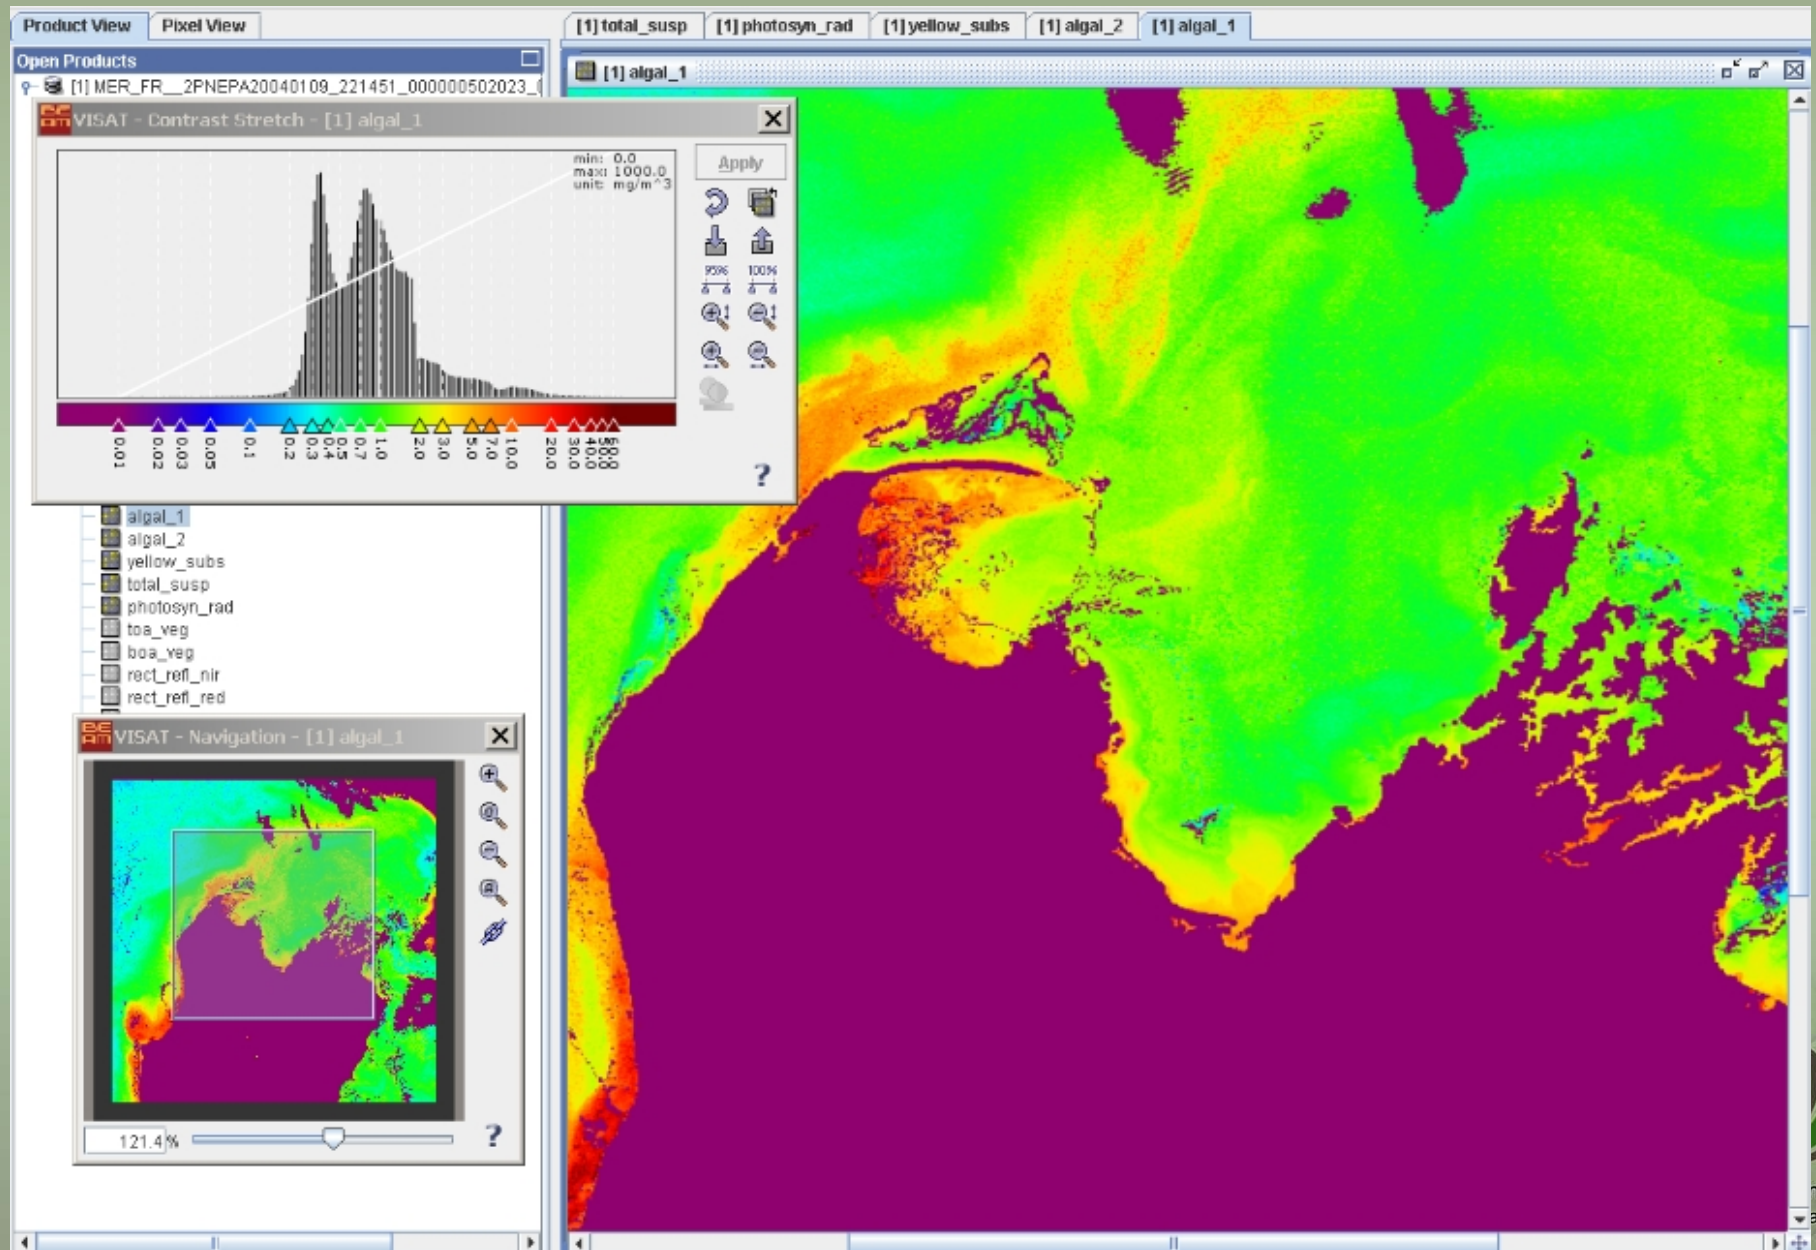 Product View
Pixel View
[1] total_susp
[1] photosyn_rad
[1] yellow_subs
[1] algal_2
[1] algal_1
Open Products
[1] MER_FR__2PNEPA20040109_221451_000000502023_
[1] algal_1
VISAT - Contrast Stretch - [1] algal_1
min: 0.0
max: 1000.0
unit: mg/m^3
Apply
95%
100%
0.01
0.02
0.03
0.05
0.1
0.2
0.3
0.4
0.5
0.7
1.0
2.0
3.0
5.0
7.0
10.0
20.0
30.0
40.0
?
algal_1
algal_2
yellow_subs
total_susp
photosyn_rad
toa_veg
boa_veg
rect_refl_nir
rect_refl_red
VISAT - Navigation - [1] algal_1
121.4 %
?